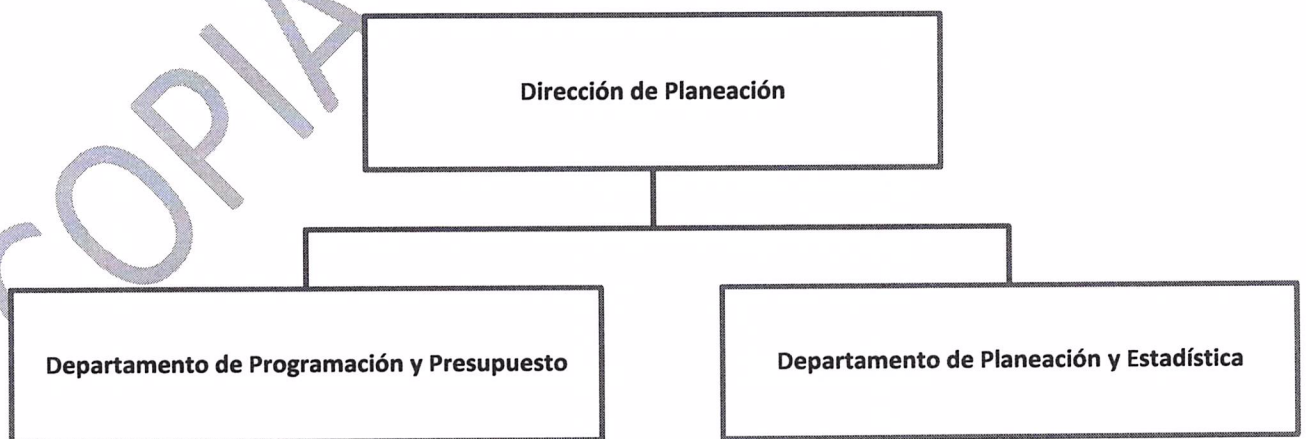 COPIA
Dirección de Planeación
Departamento de Programación y Presupuesto
Departamento de Planeación y Estadística